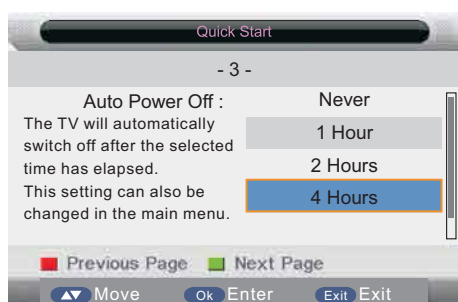 Quick Start
- 3 -
Auto Power Off :
The TV will automatically
switch off after the selected
time has elapsed.
This setting can also be
changed in the main menu.
Never
1 Hour
2 Hours
4 Hours
Previous Page Next Page
Move Ok Enter Exit Exit